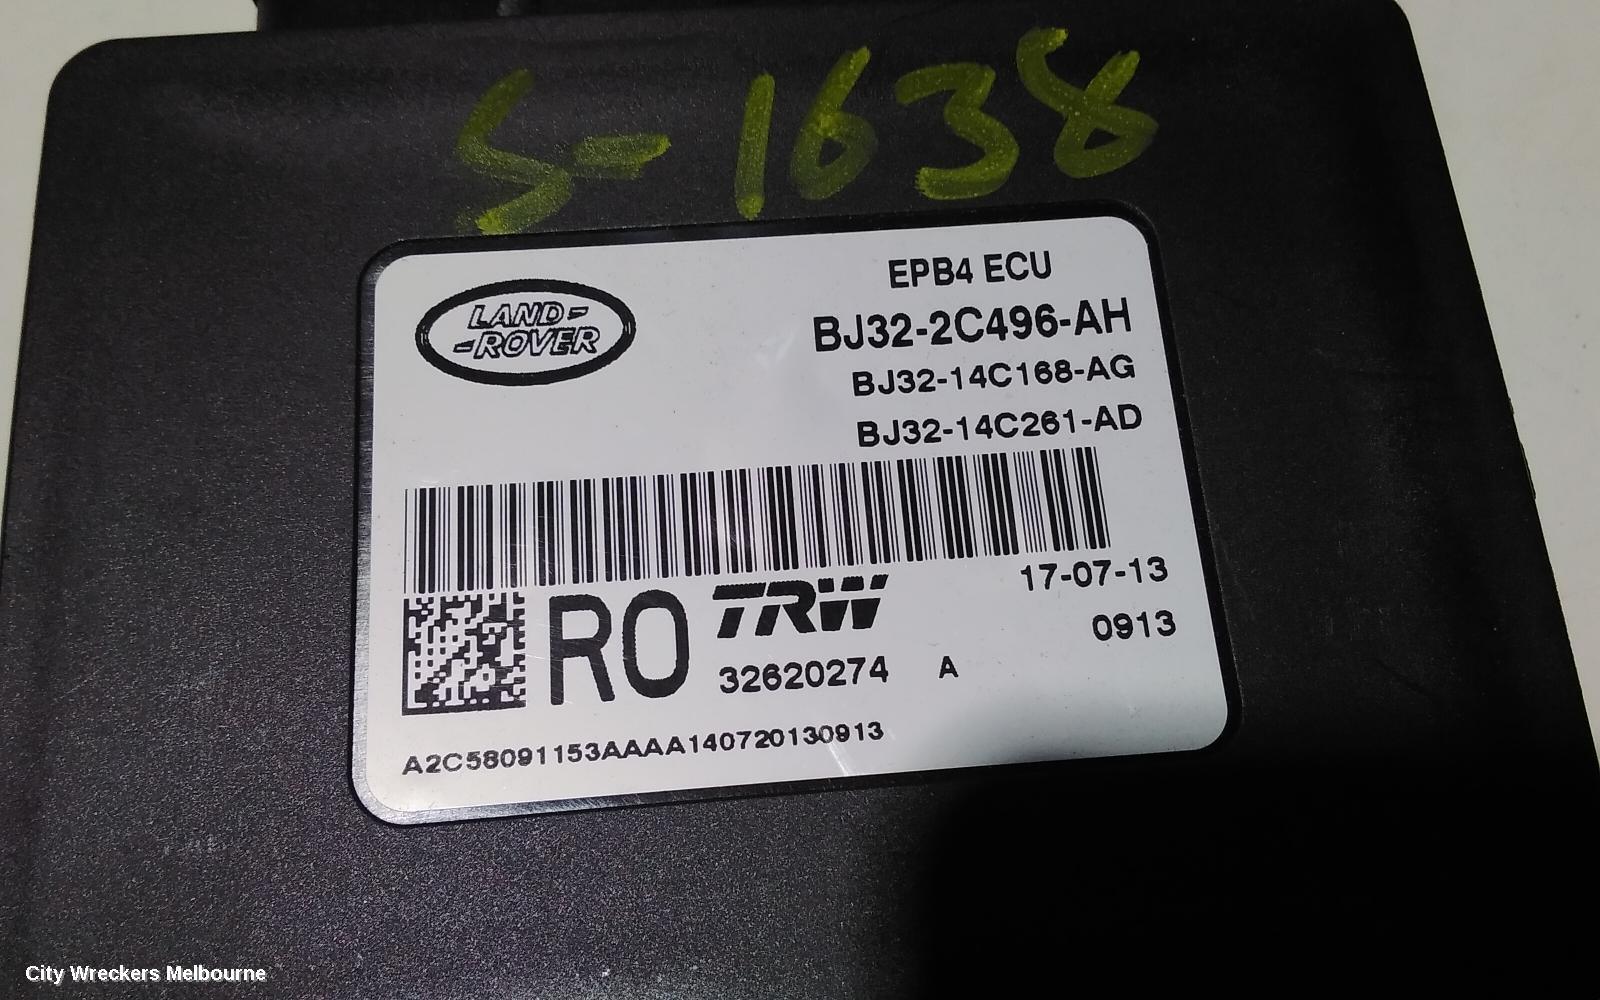 S-1638
LAND-
-ROVER
EPB4 ECU
BJ32-2C496-AH
BJ32-14C168-AG
BJ32-14C261-AD
17-07-13
0913
RO
TRW
32620274 A
A2C58091153AAAA140720130913
City Wreckers Melbourne